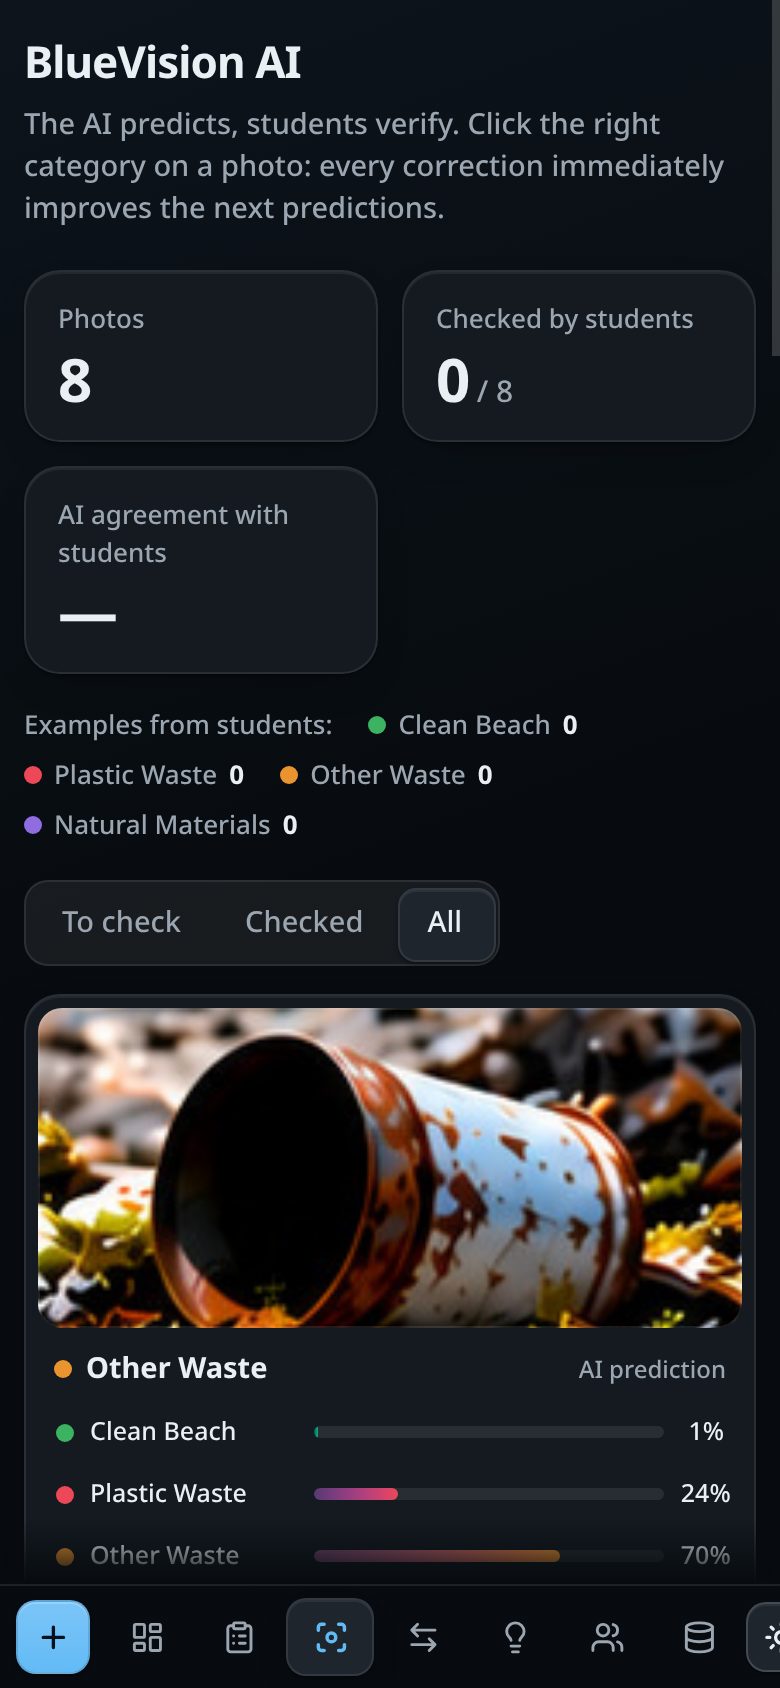 BlueVision AI
The AI predicts, students verify. Click the right
category on a photo: every correction immediately
improves the next predictions.
Photos
8
Checked by students
0 / 8
AI agreement with
students
—
Examples from students: Clean Beach 0
Plastic Waste 0 Other Waste 0
Natural Materials 0
To check Checked All
Other Waste AI prediction
Clean Beach 1%
Plastic Waste 24%
Other Waste 70%